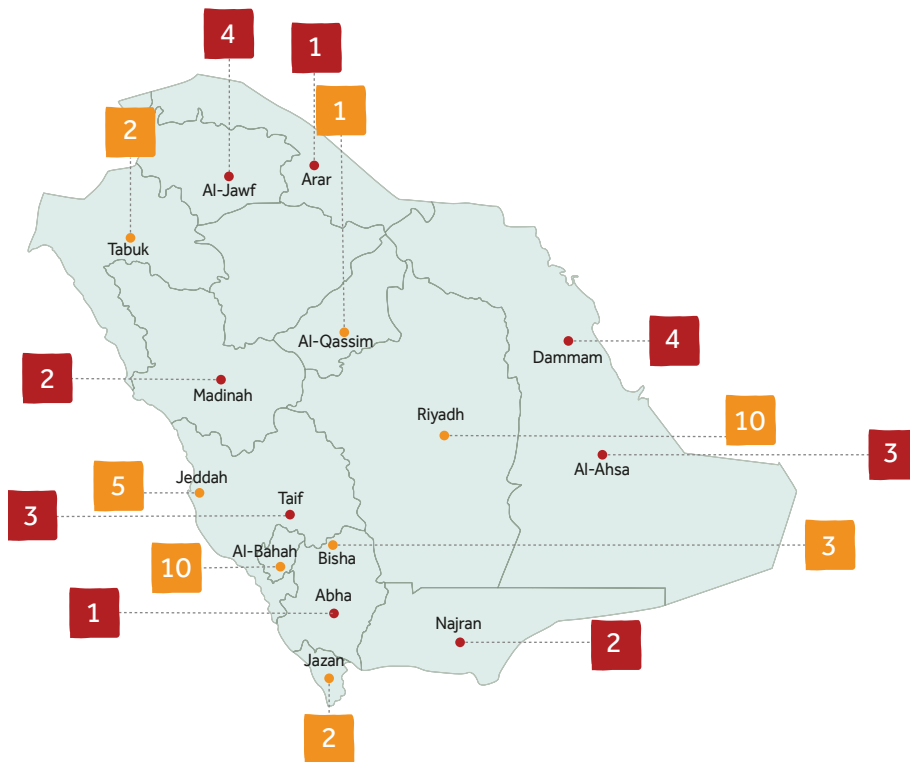 4
1
1
2
Al-Jawf
Arar
Tabuk
Al-Qassim
Dammam
4
2
Madinah
Riyadh
10
Al-Ahsa
3
Jeddah
5
Taif
3
Al-Bahah
Bisha
3
10
Abha
1
Najran
2
Jazan
2